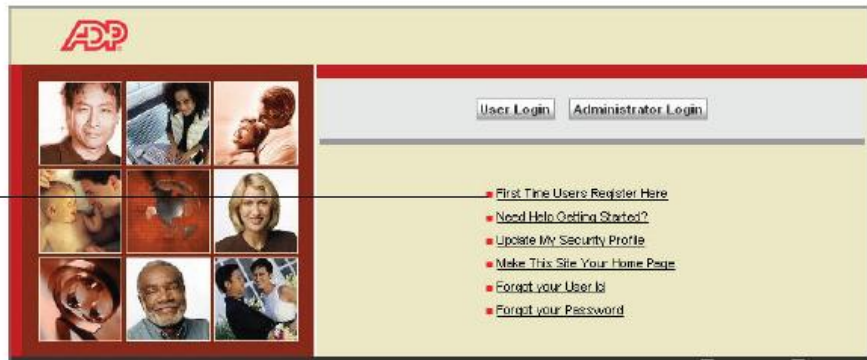 ADP
User Login Administrator Login
First Time Users Register Here
Need Help Getting Started?
Update My Security Profile
Make This Site Your Home Page
Forgot your User Id
Forgot your Password